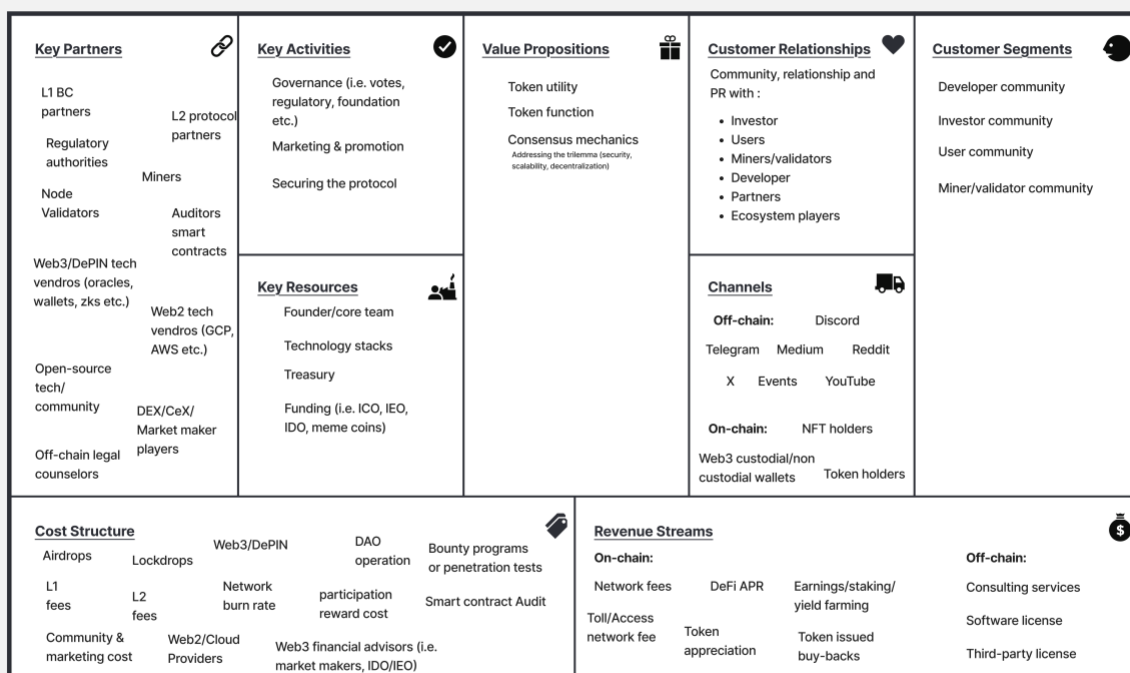 Key Partners
L1 BC
partners
L2 protocol
partners
Regulatory
authorities
Miners
Node
Validators
Auditors
smart
contracts
Web3/DePIN tech
vendros (oracles,
wallets, zks etc.)
Web2 tech
vendros (GCP,
AWS etc.)
Open-source
tech/
community
DEX/CeX/
Market maker
players
Off-chain legal
counselors
Key Activities
Governance (i.e. votes,
regulatory, foundation
etc.)
Marketing & promotion
Securing the protocol
Key Resources
Founder/core team
Technology stacks
Treasury
Funding (i.e. ICO, IEO,
IDO, meme coins)
Value Propositions
Token utility
Token function
Consensus mechanics
Addressing the trilemma (security,
scalability, decentralization)
Customer Relationships
Community, relationship and
PR with :
• Investor
• Users
• Miners/validators
• Developer
• Partners
• Ecosystem players
Channels
Off-chain: Discord
Telegram Medium Reddit
X Events YouTube
On-chain: NFT holders
Web3 custodial/non
custodial wallets
Token holders
Customer Segments
Developer community
Investor community
User community
Miner/validator community
Cost Structure
Airdrops
Lockdrops
Web3/DePIN
DAO
operation
Bounty programs
or penetration tests
L1
fees
L2
fees
Network
burn rate
participation
reward cost
Smart contract Audit
Community &
marketing cost
Web2/Cloud
Providers
Web3 financial advisors (i.e.
market makers, IDO/IEO)
Revenue Streams
On-chain:
Network fees
DeFi APR
Earnings/staking/
yield farming
Toll/Access
network fee
Token
appreciation
Token issued
buy-backs
Off-chain:
Consulting services
Software license
Third-party license
$